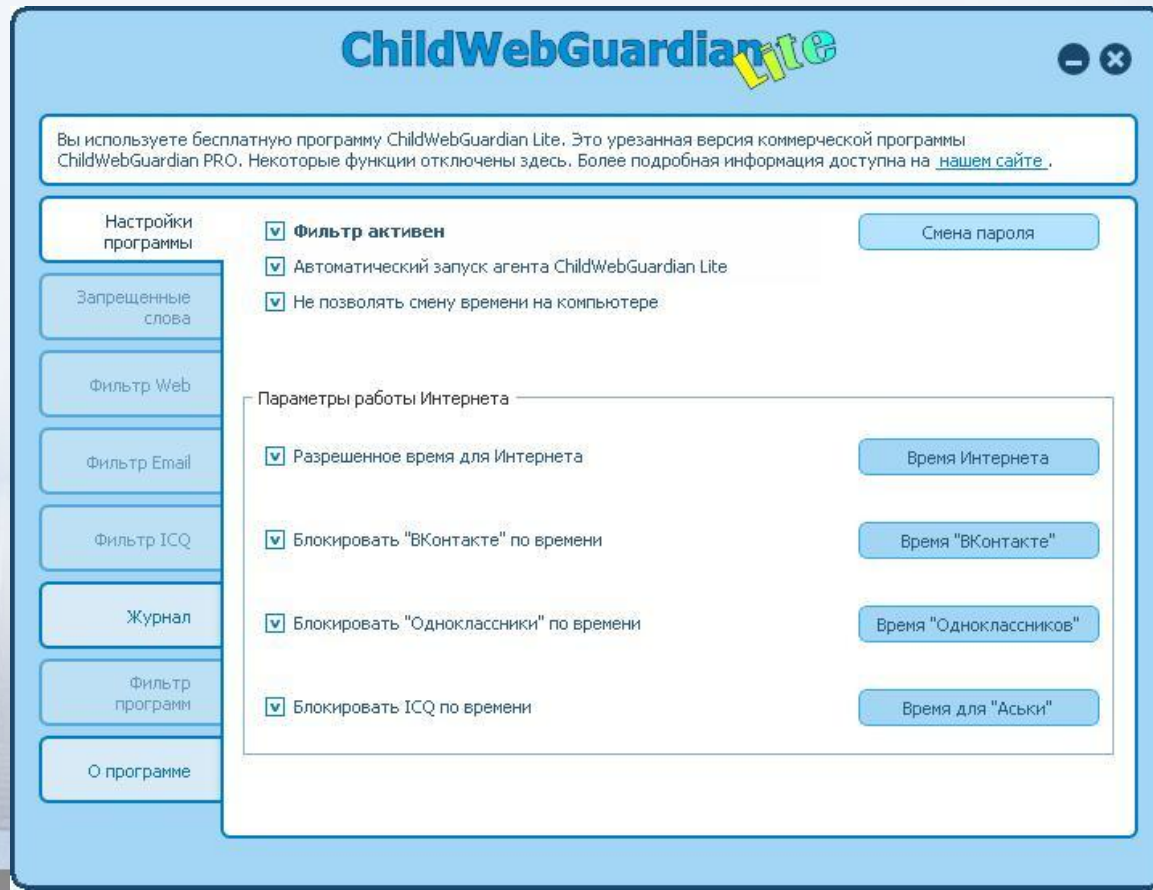 ChildWebGuardian Lite
Вы используете бесплатную программу ChildWebGuardian Lite. Это урезанная версия коммерческой программы
ChildWebGuardian PRO. Некоторые функции отключены здесь. Более подробная информация доступна на нашем сайте .
Настройки
программы
Запрещенные
слова
Фильтр Web
Фильтр Email
Фильтр ICQ
Журнал
Фильтр
программ
О программе
Фильтр активен
Смена пароля
Автоматический запуск агента ChildWebGuardian Lite
Не позволять смену времени на компьютере
Параметры работы Интернета
Разрешенное время для Интернета
Время Интернета
Блокировать "ВКонтакте" по времени
Время "ВКонтакте"
Блокировать "Одноклассники" по времени
Время "Одноклассников"
Блокировать ICQ по времени
Время для "Аськи"